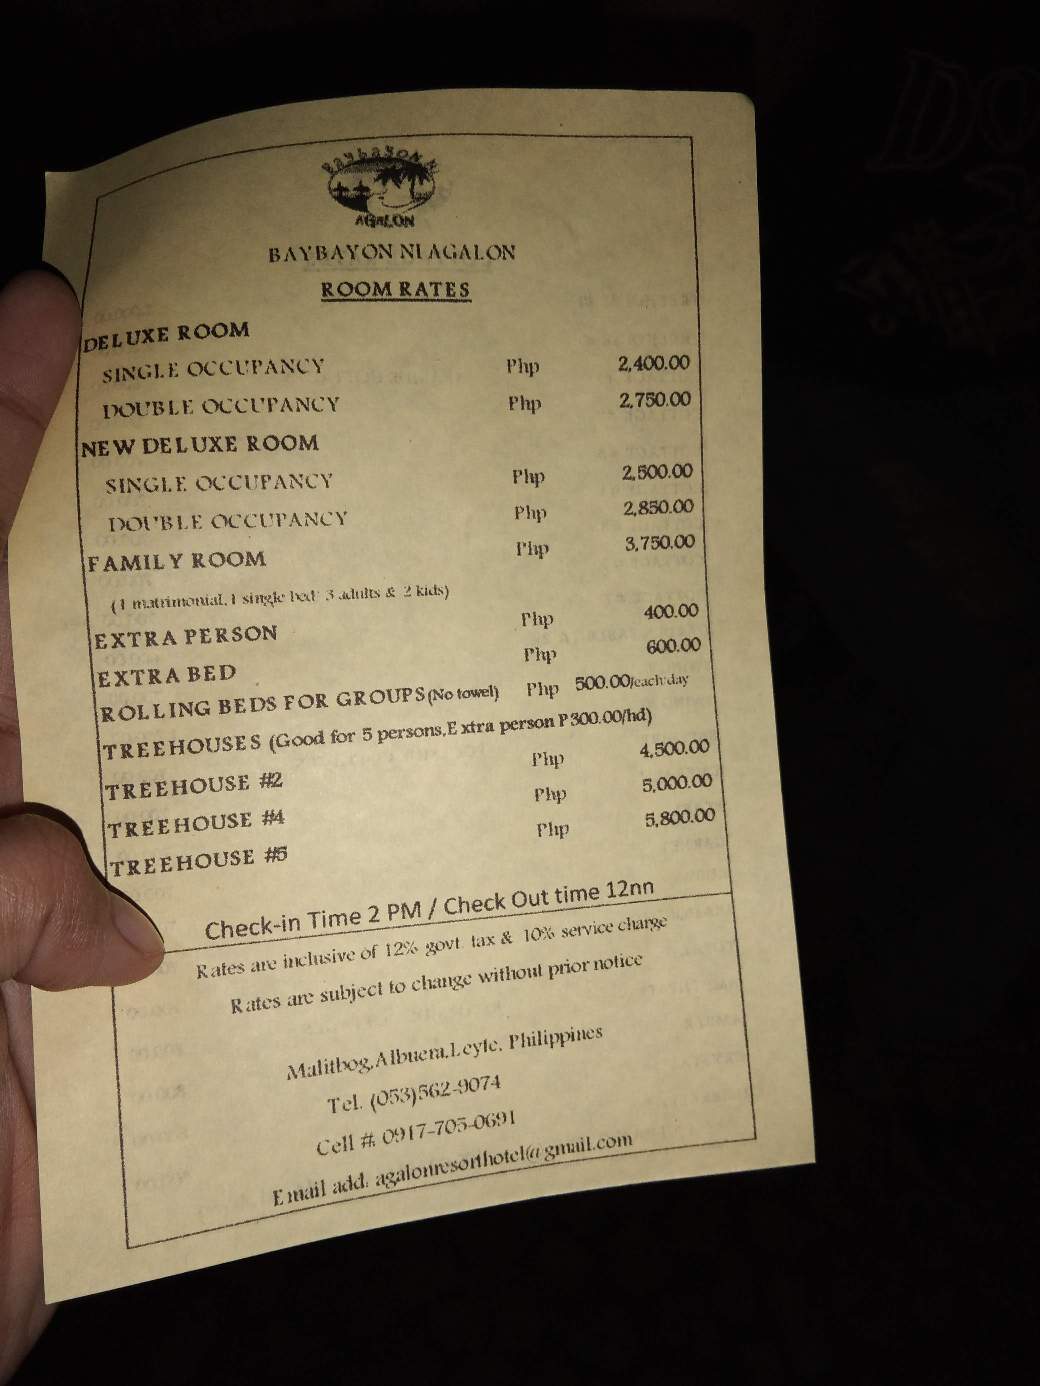 BAYBAYON NI
AGALON
BAYBAYON NI AGALON
ROOM RATES
DELUXE ROOM
SINGLE OCCUPANCY Php 2,400.00
DOUBLE OCCUPANCY Php 2,750.00
NEW DELUXE ROOM
SINGLE OCCUPANCY Php 2,500.00
DOUBLE OCCUPANCY Php 2,850.00
FAMILY ROOM Php 3,750.00
(1 matrimonial, 1 single bed: 3 adults & 2 kids)
EXTRA PERSON Php 400.00
EXTRA BED Php 600.00
ROLLING BEDS FOR GROUPS (No towel) Php 500.00/each/day
TREEHOUSES (Good for 5 persons, Extra person P300.00/hd)
TREEHOUSE #2 Php 4,500.00
TREEHOUSE #4 Php 5,000.00
TREEHOUSE #5 Php 5,800.00
Check-in Time 2 PM / Check Out time 12nn
Rates are inclusive of 12% govt. tax & 10% service charge
Rates are subject to change without prior notice
Malitbog, Albuera, Leyte, Philippines
Tel. (053)562-9074
Cell # 0917-705-0691
Email add: agalonresorthotel@gmail.com